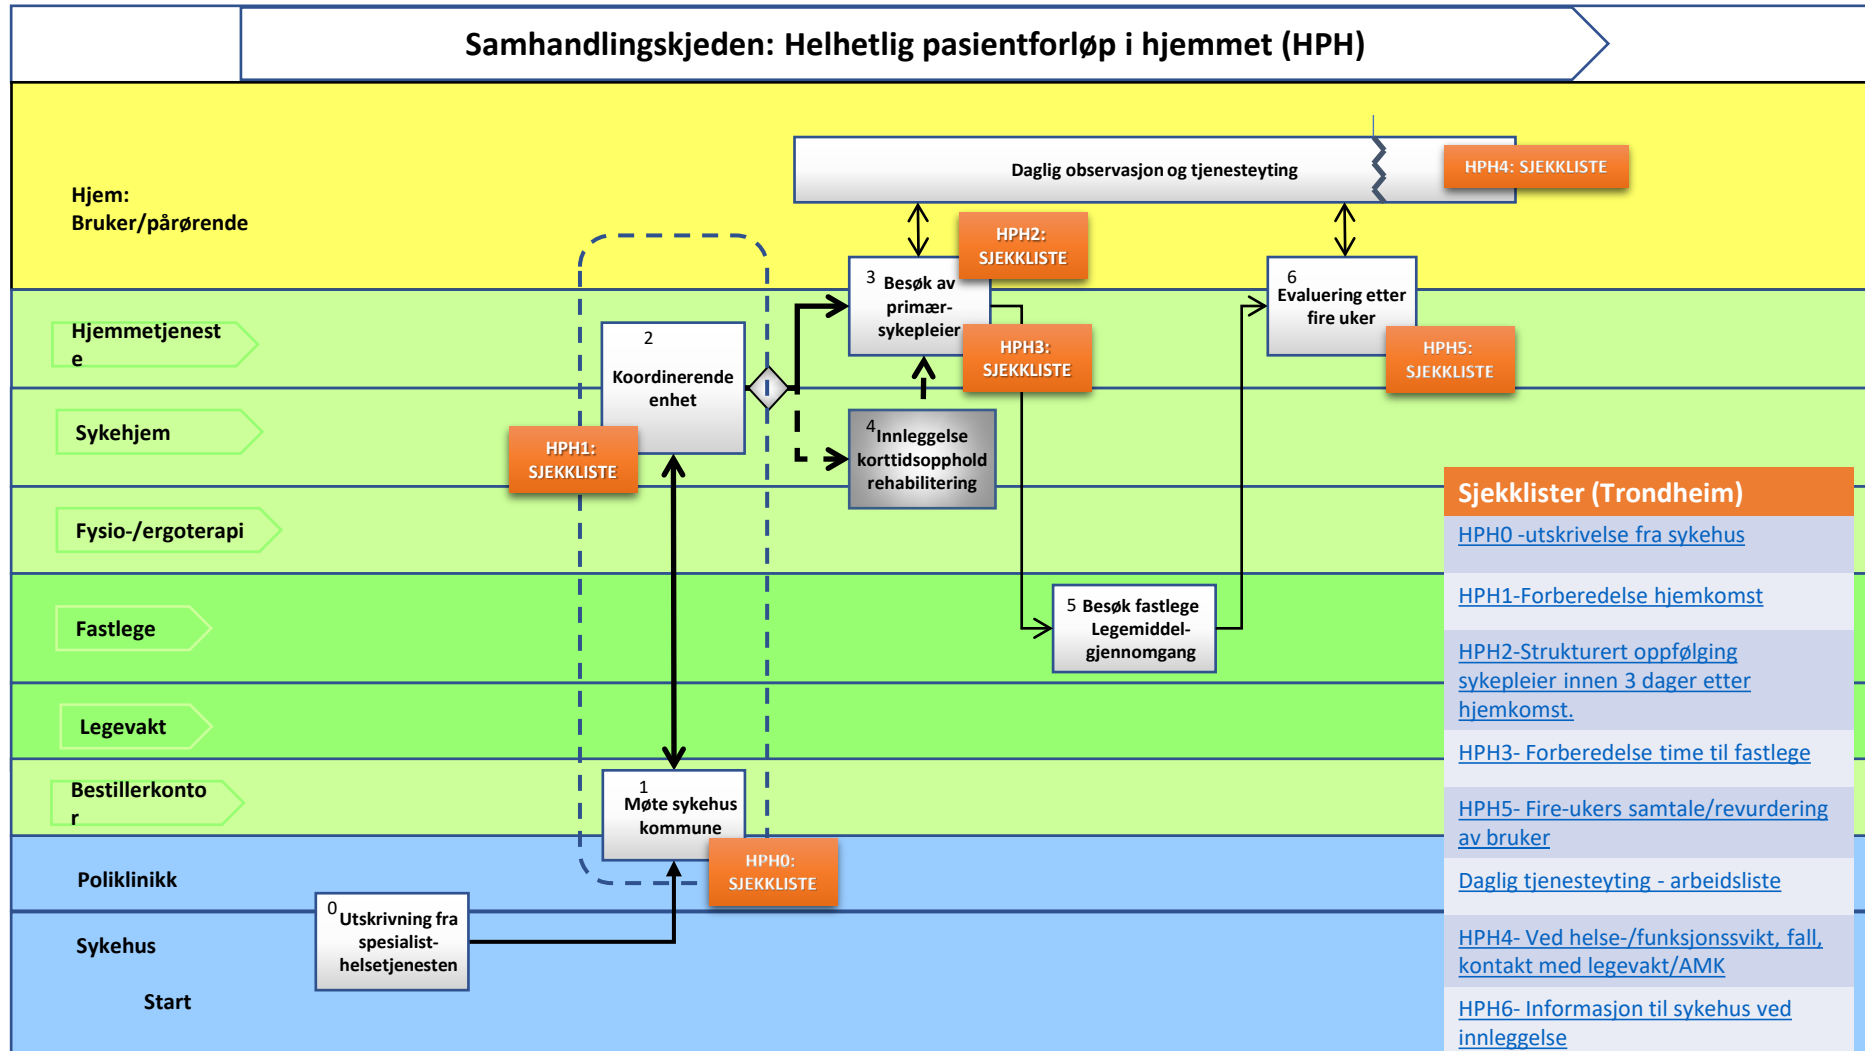 Samhandlingskjeden: Helhetlig pasientforløp i hjemmet (HPH)
Hjem:
Bruker/pårørende
Daglig observasjon og tjenesteyting
HPH4: SJEKKLISTE
HPH2:
SJEKKLISTE
3
Besøk av
primær-
sykepleier
HPH3:
SJEKKLISTE
6
Evaluering etter
fire uker
HPH5:
SJEKKLISTE
Hjemmetjenest
e
2
Koordinerende
enhet
HPH1:
SJEKKLISTE
Sykehjem
4
Innleggelse
korttidsopphold
rehabilitering
Fysio-/ergoterapi
Fastlege
5
Besøk fastlege
Legemiddel-
gjennomgang
Legevakt
Bestillerkonto
r
1
Møte sykehus
kommune
HPH0:
SJEKKLISTE
Poliklinikk
0
Utskrivning fra
spesialist-
helsetjenesten
Sykehus
Start
Sjekklister (Trondheim)
HPH0 -utskrivelse fra sykehus
HPH1-Forberedelse hjemkomst
HPH2-Strukturert oppfølging
sykepleier innen 3 dager etter
hjemkomst.
HPH3- Forberedelse time til fastlege
HPH5- Fire-ukers samtale/revurdering
av bruker
Daglig tjenesteyting - arbeidsliste
HPH4- Ved helse-/funksjonssvikt, fall,
kontakt med legevakt/AMK
HPH6- Informasjon til sykehus ved
innleggelse